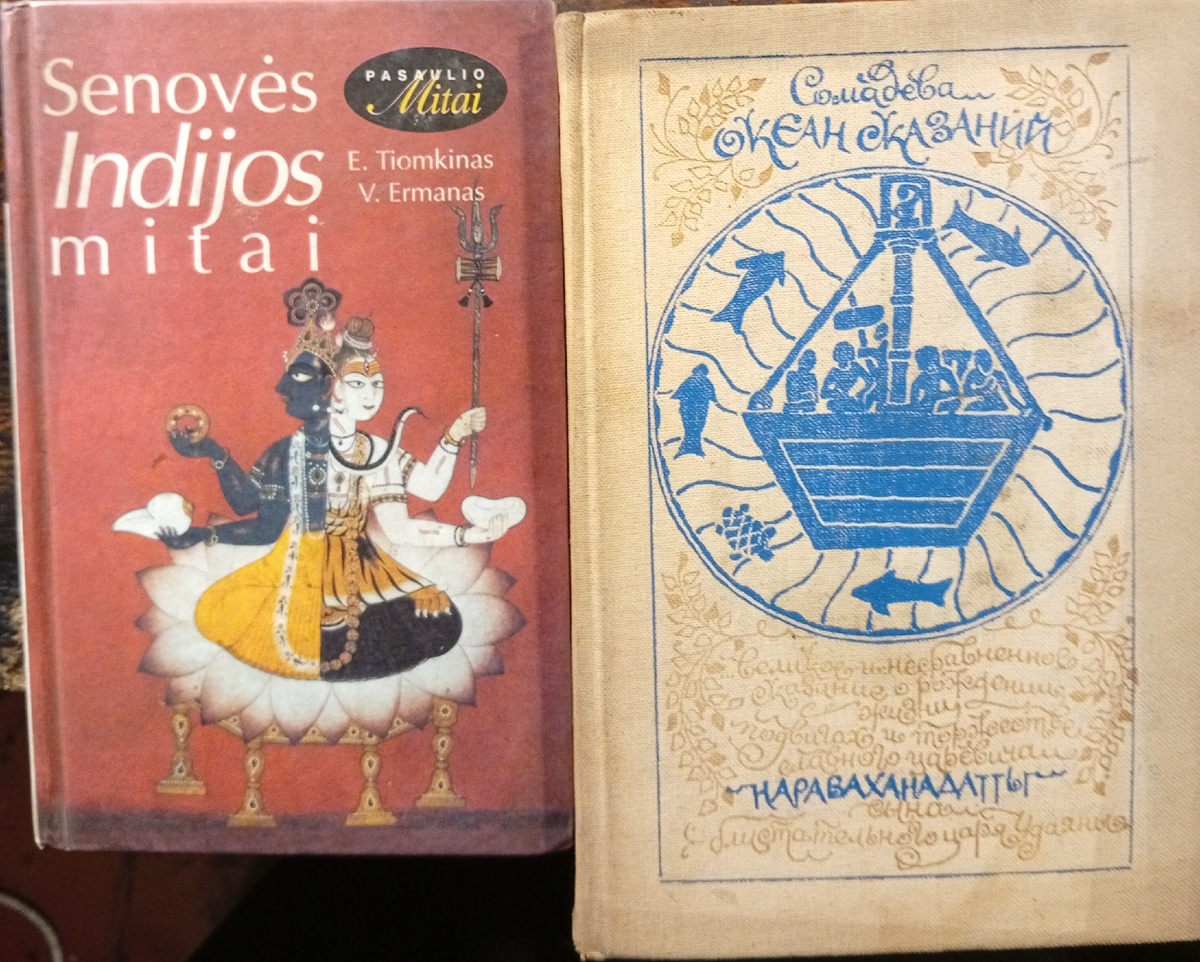 Senovės
Indijos
mitai
PASAULIO
Mitai
E. Tiomkinas
V. Ermanas
Сомадева
ОКЕАН СКАЗАНИЙ
Великое и несравненное
сказание о рождении
жизни
подвигах и торжестве
славного царевича
НАРАВАХАНАДАТТЫ
сына
блистательного царя Удаяны